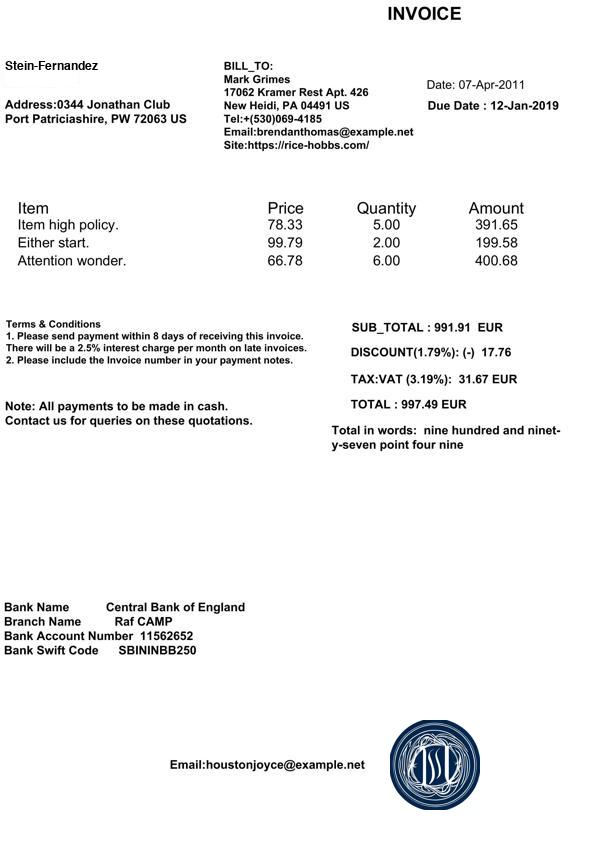 INVOICE
Stein-Fernandez
Address:0344 Jonathan Club
Port Patriciashire, PW 72063 US
BILL_TO:
Mark Grimes
17062 Kramer Rest Apt. 426
New Heidi, PA 04491 US
Tel:+(530)069-4185
Email:brendanthomas@example.net
Site:https://rice-hobbs.com/
Date: 07-Apr-2011
Due Date : 12-Jan-2019
Item Price Quantity Amount
Item high policy. 78.33 5.00 391.65
Either start. 99.79 2.00 199.58
Attention wonder. 66.78 6.00 400.68
Terms & Conditions
1. Please send payment within 8 days of receiving this invoice.
There will be a 2.5% interest charge per month on late invoices.
2. Please include the Invoice number in your payment notes.
Note: All payments to be made in cash.
Contact us for queries on these quotations.
SUB_TOTAL : 991.91 EUR
DISCOUNT(1.79%): (-) 17.76
TAX:VAT (3.19%): 31.67 EUR
TOTAL : 997.49 EUR
Total in words: nine hundred and ninet-
y-seven point four nine
Bank Name Central Bank of England
Branch Name Raf CAMP
Bank Account Number 11562652
Bank Swift Code SBININBB250
Email:houstonjoyce@example.net